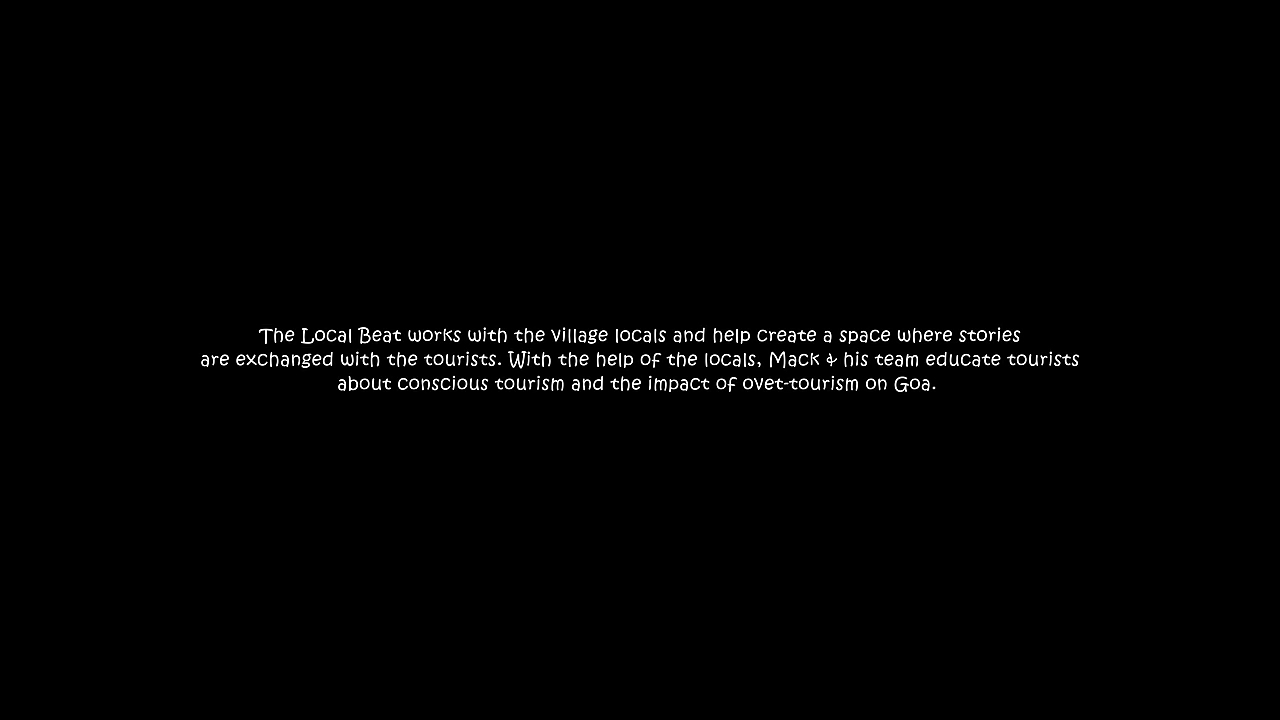 The Local Beat works with the village locals and help create a space where stories
are exchanged with the tourists. With the help of the locals, Mack & his team educate tourists
about conscious tourism and the impact of ovet-tourism on Goa.